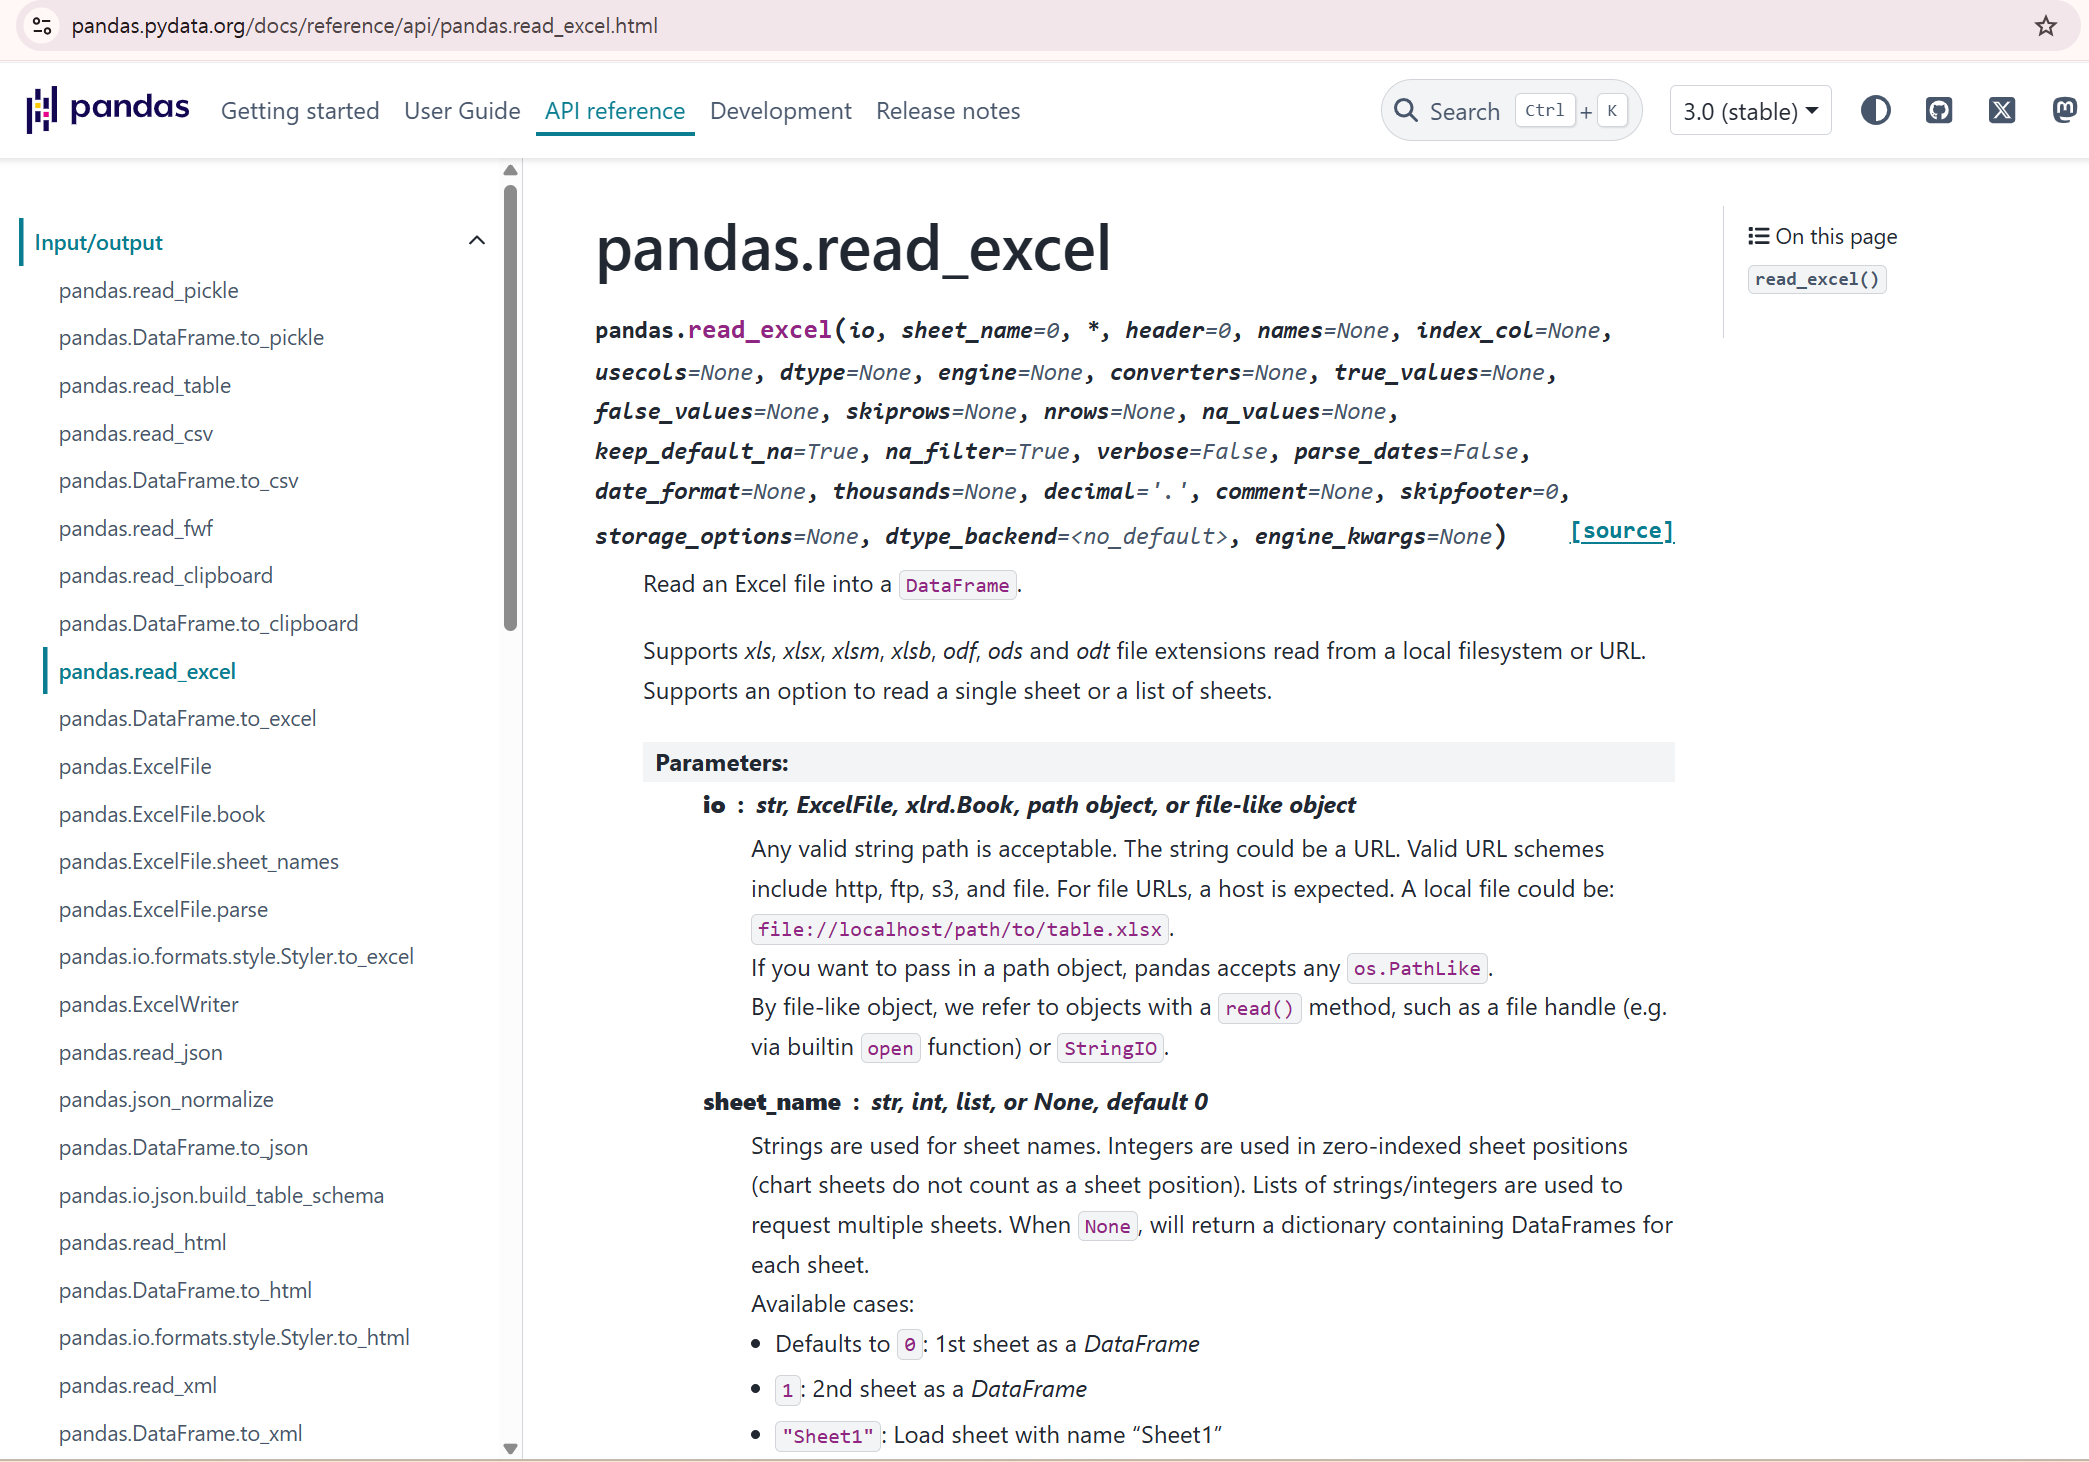 pandas.pydata.org/docs/reference/api/pandas.read_excel.html
pandas
Getting started
User Guide
API reference
Development
Release notes
Search Ctrl + K
3.0 (stable)
Input/output
pandas.read_pickle
pandas.DataFrame.to_pickle
pandas.read_table
pandas.read_csv
pandas.DataFrame.to_csv
pandas.read_fwf
pandas.read_clipboard
pandas.DataFrame.to_clipboard
pandas.read_excel
pandas.DataFrame.to_excel
pandas.ExcelFile
pandas.ExcelFile.book
pandas.ExcelFile.sheet_names
pandas.ExcelFile.parse
pandas.io.formats.style.Styler.to_excel
pandas.ExcelWriter
pandas.read_json
pandas.json_normalize
pandas.DataFrame.to_json
pandas.io.json.build_table_schema
pandas.read_html
pandas.DataFrame.to_html
pandas.io.formats.style.Styler.to_html
pandas.read_xml
pandas.DataFrame.to_xml
pandas.read_excel
pandas.read_excel(io, sheet_name=0, *, header=0, names=None, index_col=None,
usecols=None, dtype=None, engine=None, converters=None, true_values=None,
false_values=None, skiprows=None, nrows=None, na_values=None,
keep_default_na=True, na_filter=True, verbose=False, parse_dates=False,
date_format=None, thousands=None, decimal='.', comment=None, skipfooter=0,
storage_options=None, dtype_backend=<no_default>, engine_kwargs=None) [source]
Read an Excel file into a DataFrame.
Supports xls, xlsx, xlsm, xlsb, odf, ods and odt file extensions read from a local filesystem or URL.
Supports an option to read a single sheet or a list of sheets.
Parameters:
io : str, ExcelFile, xlrd.Book, path object, or file-like object
Any valid string path is acceptable. The string could be a URL. Valid URL schemes
include http, ftp, s3, and file. For file URLs, a host is expected. A local file could be:
file://localhost/path/to/table.xlsx.
If you want to pass in a path object, pandas accepts any os.PathLike.
By file-like object, we refer to objects with a read() method, such as a file handle (e.g.
via builtin open function) or StringIO.
sheet_name : str, int, list, or None, default 0
Strings are used for sheet names. Integers are used in zero-indexed sheet positions
(chart sheets do not count as a sheet position). Lists of strings/integers are used to
request multiple sheets. When None, will return a dictionary containing DataFrames for
each sheet.
Available cases:
• Defaults to 0: 1st sheet as a DataFrame
• 1: 2nd sheet as a DataFrame
• "Sheet1": Load sheet with name “Sheet1”
On this page
read_excel()